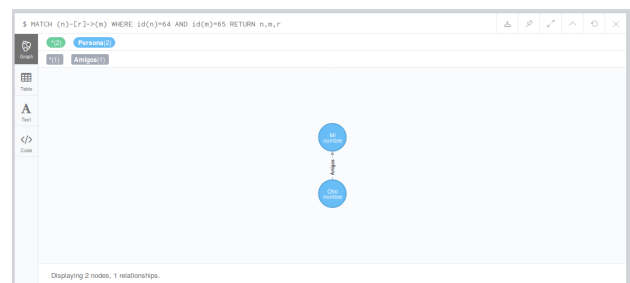 $ MATCH (n)-[r]->(m) WHERE id(n)=64 AND id(m)=65 RETURN n,m,r
Graph
*(2) Persona(2)
*(1) Amigos(1)
Table
A
Text
</>
Code
Mi
nombre
Amigos
Otro
nombre
Displaying 2 nodes, 1 relationships.